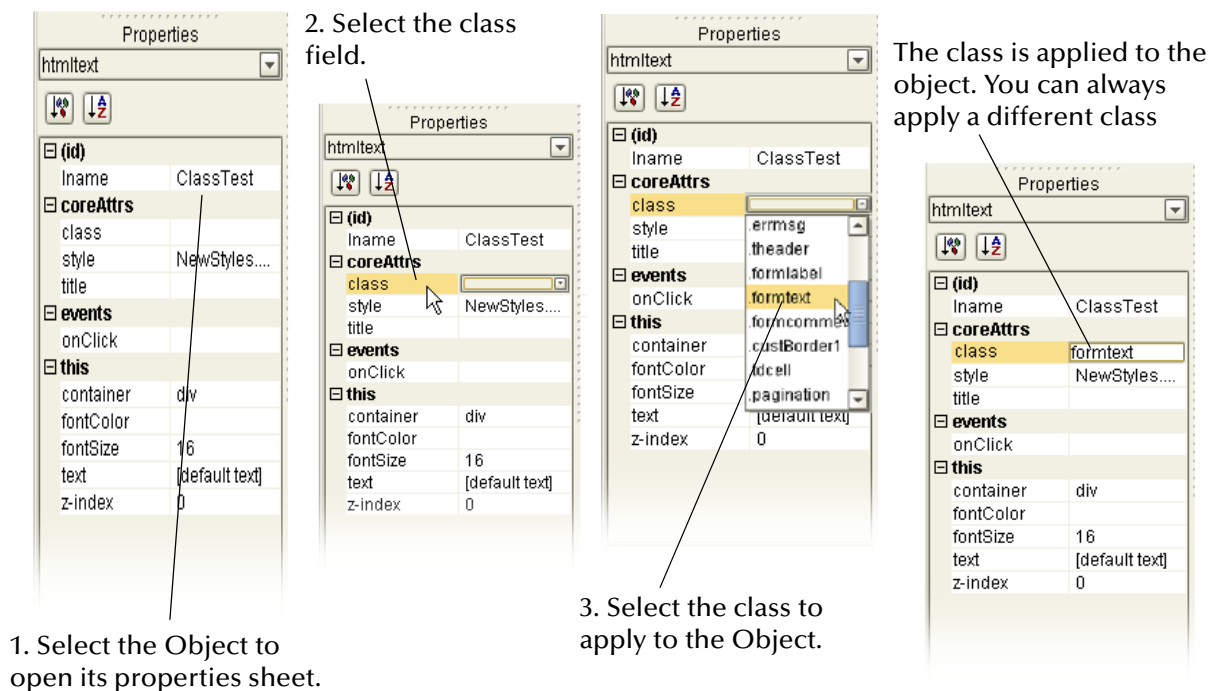 Properties
htmltext
(id)
lname ClassTest
coreAttrs
class
style NewStyles....
title
events
onClick
this
container div
fontColor
fontSize 16
text [default text]
z-index 0
1. Select the Object to
open its properties sheet.
2. Select the class
field.
Properties
htmltext
(id)
lname ClassTest
coreAttrs
class
style NewStyles....
title
events
onClick
this
container div
fontColor
fontSize 16
text [default text]
z-index 0
Properties
htmltext
(id)
lname ClassTest
coreAttrs
class
style
title
events
onClick
this
container
fontColor
fontSize
text [default text]
z-index 0
.errmsg
.theader
.formlabel
.formtext
.custBorder1
.pagination
3. Select the class to
apply to the Object.
The class is applied to the
object. You can always
apply a different class
Properties
htmltext
(id)
lname ClassTest
coreAttrs
class formtext
style NewStyles....
title
events
onClick
this
container div
fontColor
fontSize 16
text [default text]
z-index 0